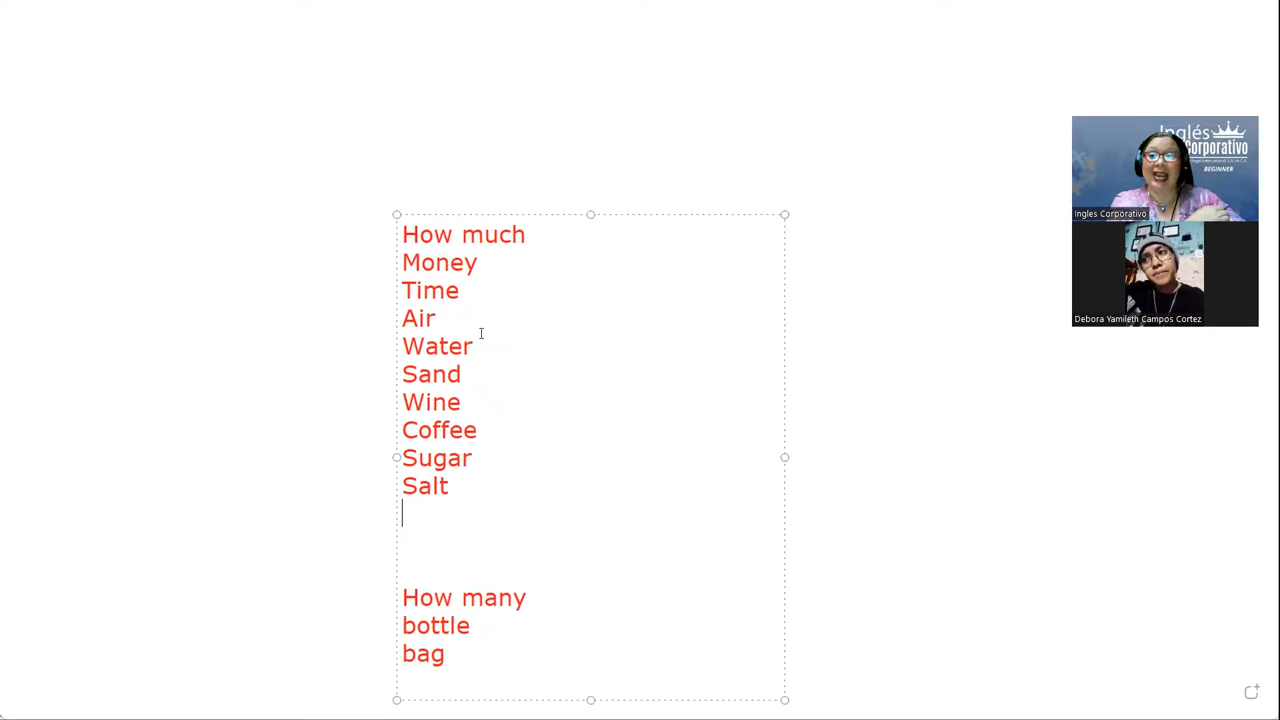 How much
Money
Time
Air
Water
Sand
Wine
Coffee
Sugar
Salt
How many
bottle
bag
Inglés
Corporativo
BEGINNER
Ingles Corporativo
Debora Yamileth Campos Cortez